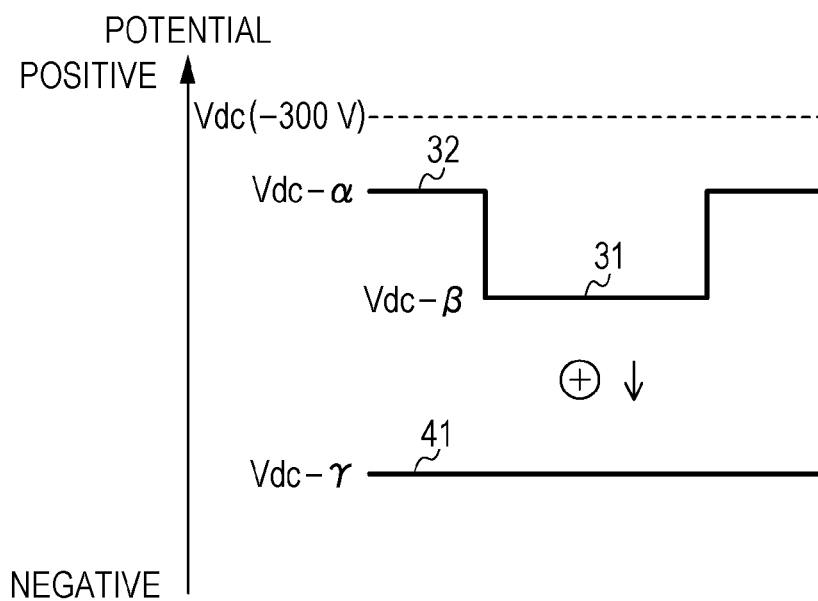 POTENTIAL
POSITIVE
Vdc(−300 V)
32
Vdc−α
31
Vdc−β
+
41
Vdc−γ
NEGATIVE